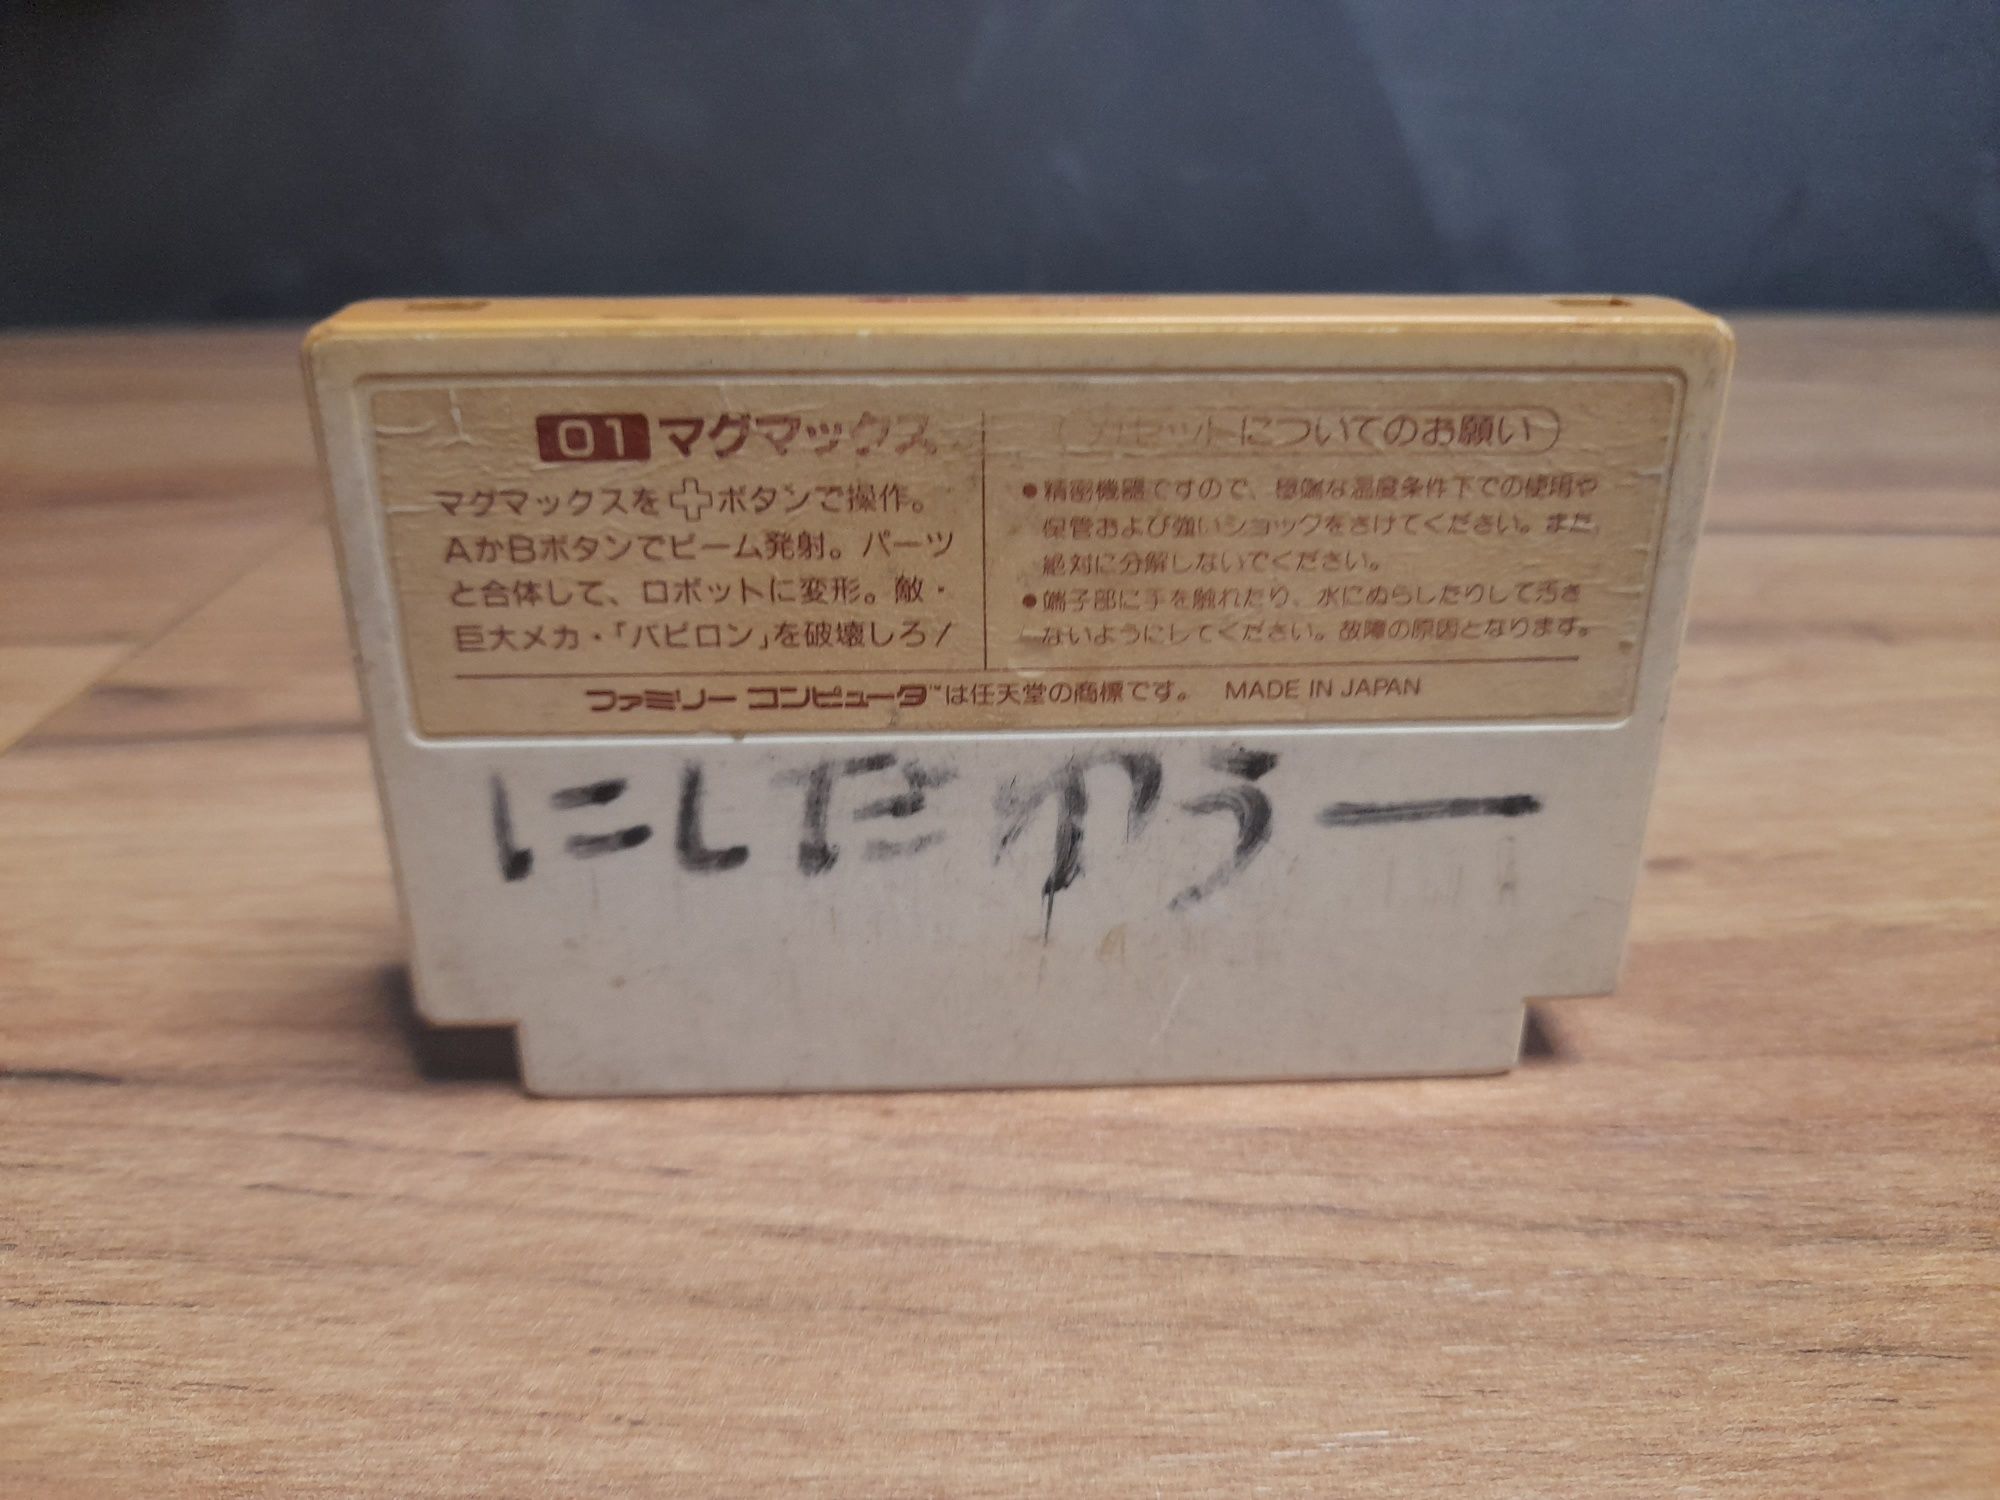 01 マグマックス
マグマックスを✚ボタンで操作。
AかBボタンでビーム発射。パーツ
と合体して、ロボットに変形。敵・
巨大メカ・「バビロン」を破壊しろ!
カセットについてのお願い
●精密機器ですので、極端な温度条件下での使用や
保管および強いショックをさけてください。また、
絶対に分解しないでください。
●端子部に手を触れたり、水にぬらしたりして汚さ
ないようにしてください。故障の原因となります。
ファミリー コンピュータ™は任天堂の商標です。 MADE IN JAPAN
にしだゆうー